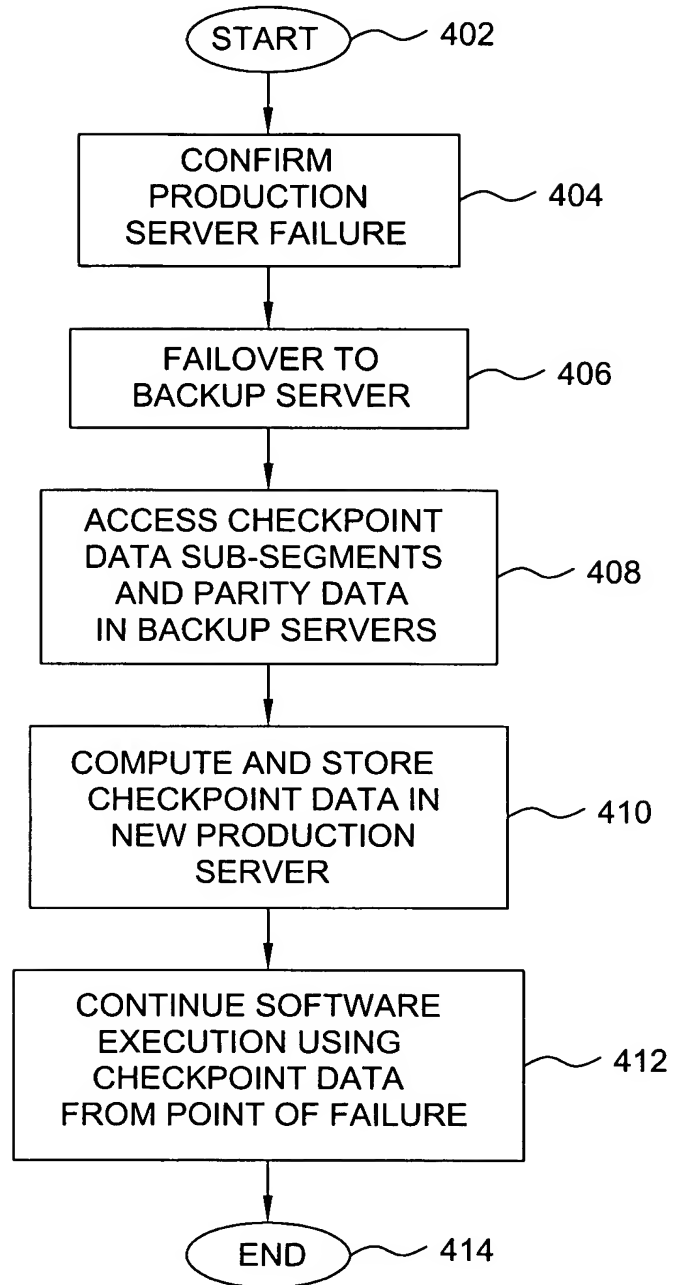 START
402
CONFIRM
PRODUCTION
SERVER FAILURE
404
FAILOVER TO
BACKUP SERVER
406
ACCESS CHECKPOINT
DATA SUB-SEGMENTS
AND PARITY DATA
IN BACKUP SERVERS
408
COMPUTE AND STORE
CHECKPOINT DATA IN
NEW PRODUCTION
SERVER
410
CONTINUE SOFTWARE
EXECUTION USING
CHECKPOINT DATA
FROM POINT OF FAILURE
412
END
414